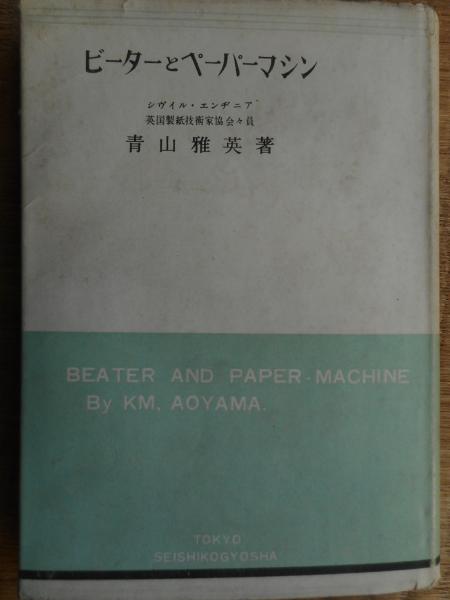 ビーターとペーパーマシン
シヴイル・エンヂニア
英国製紙技術家協会々員
青山雅英著
BEATER AND PAPER-MACHINE
By KM, AOYAMA.
TOKYO
SEISHIKOGYOSHA